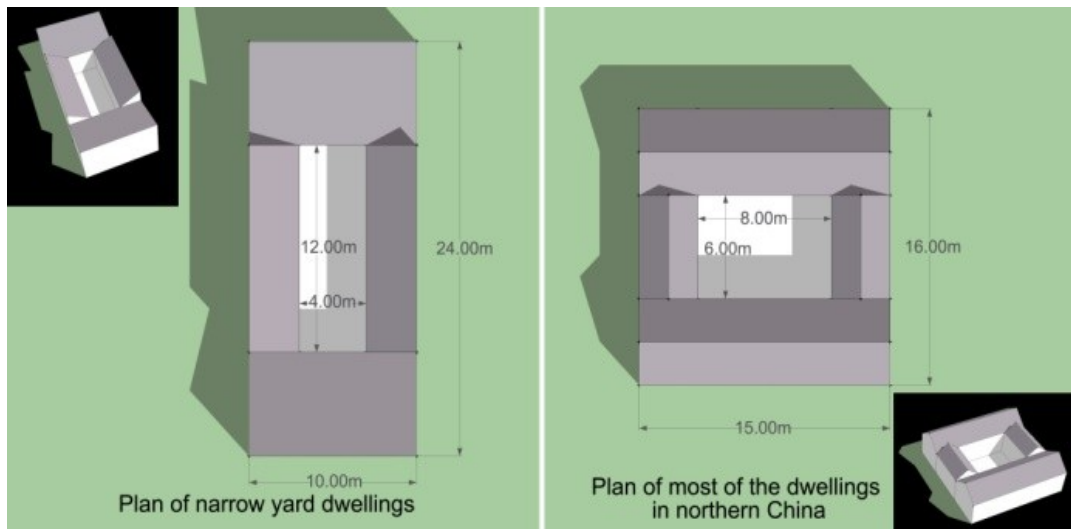 12.00m
24.00m
4.00m
10.00m
Plan of narrow yard dwellings
8.00m
6.00m
16.00m
15.00m
Plan of most of the dwellings
in northern China